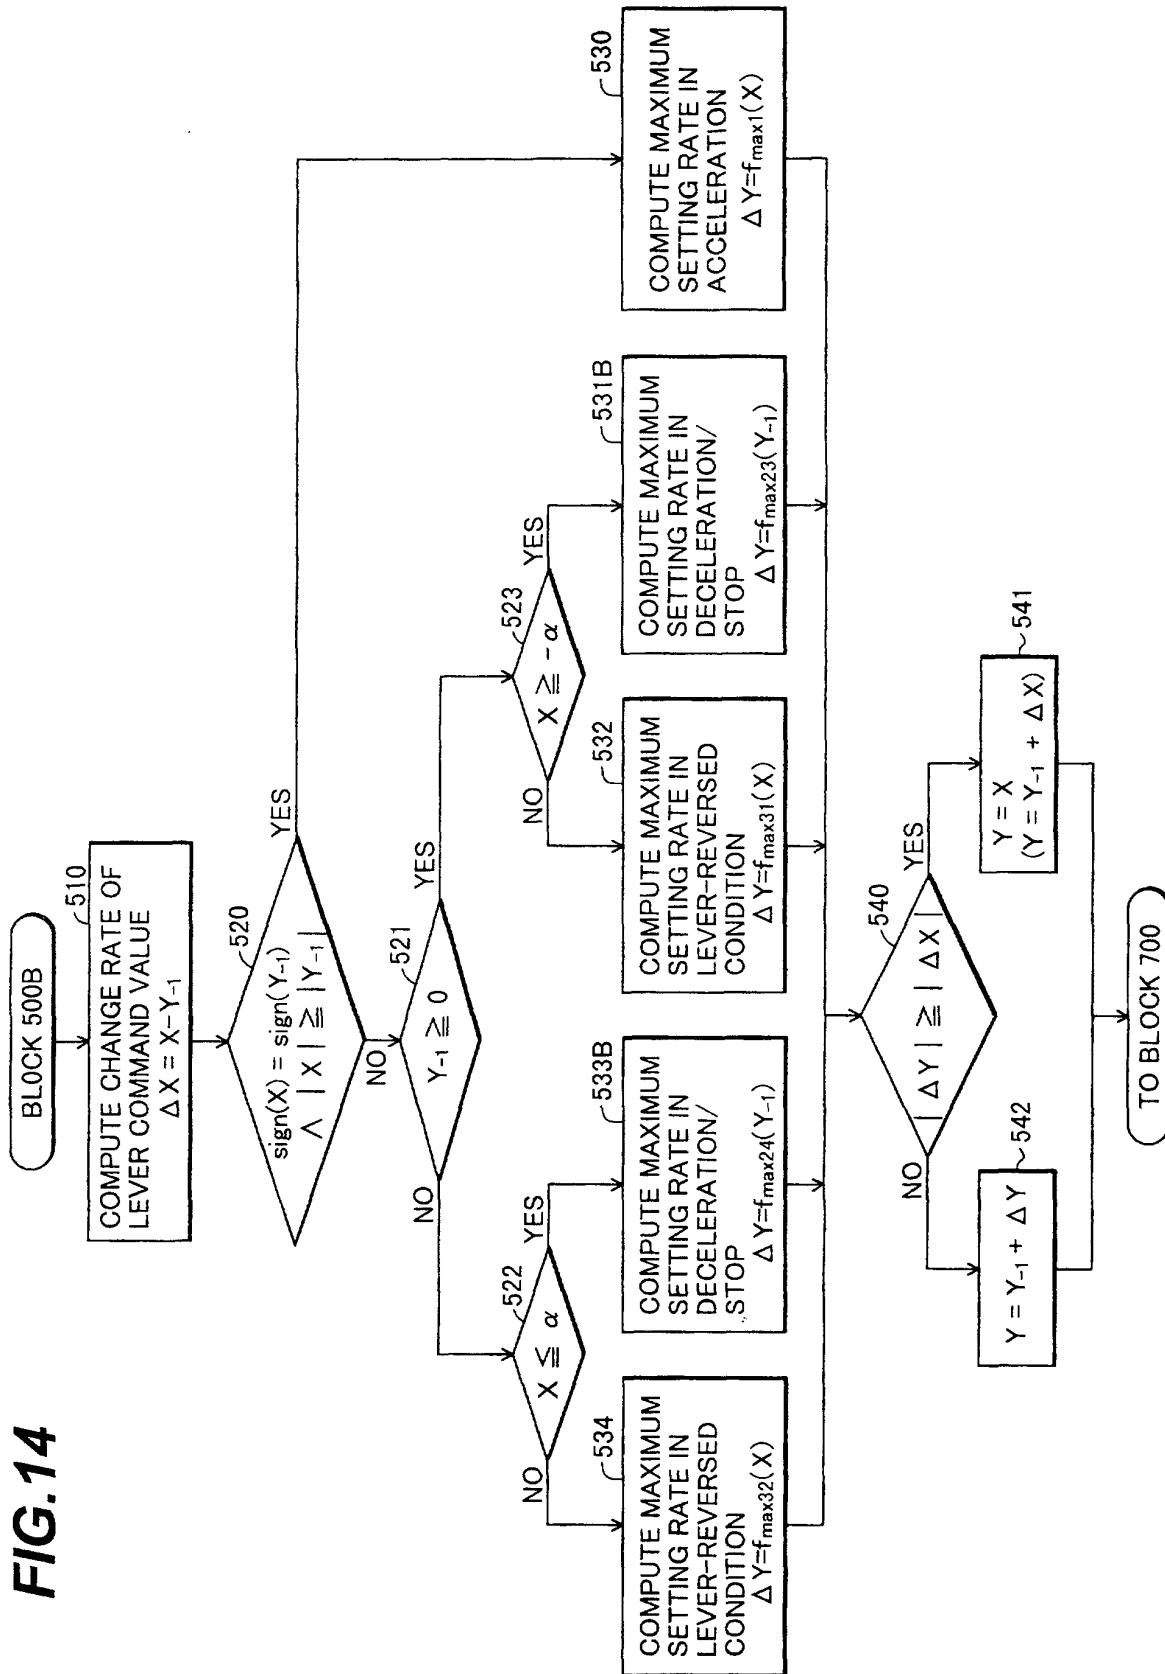 FIG.14
BLOCK 500B
510
COMPUTE CHANGE RATE OF
LEVER COMMAND VALUE
ΔX = X-Y-1
520
sign(X) = sign(Y-1)
∧ |X| ≧ |Y-1|
YES
NO
521
Y-1 ≧ 0
NO
YES
522
X ≦ α
NO
YES
523
X ≧ -α
NO
YES
534
COMPUTE MAXIMUM
SETTING RATE IN
LEVER-REVERSED
CONDITION
ΔY=fmax32(X)
533B
COMPUTE MAXIMUM
SETTING RATE IN
DECELERATION/
STOP
ΔY=fmax24(Y-1)
532
COMPUTE MAXIMUM
SETTING RATE IN
LEVER-REVERSED
CONDITION
ΔY=fmax31(X)
531B
COMPUTE MAXIMUM
SETTING RATE IN
DECELERATION/
STOP
ΔY=fmax23(Y-1)
530
COMPUTE MAXIMUM
SETTING RATE IN
ACCELERATION
ΔY=fmax1(X)
540
|ΔY| ≧ |ΔX|
NO
YES
542
Y = Y-1 + ΔY
541
Y = X
(Y = Y-1 + ΔX)
TO BLOCK 700